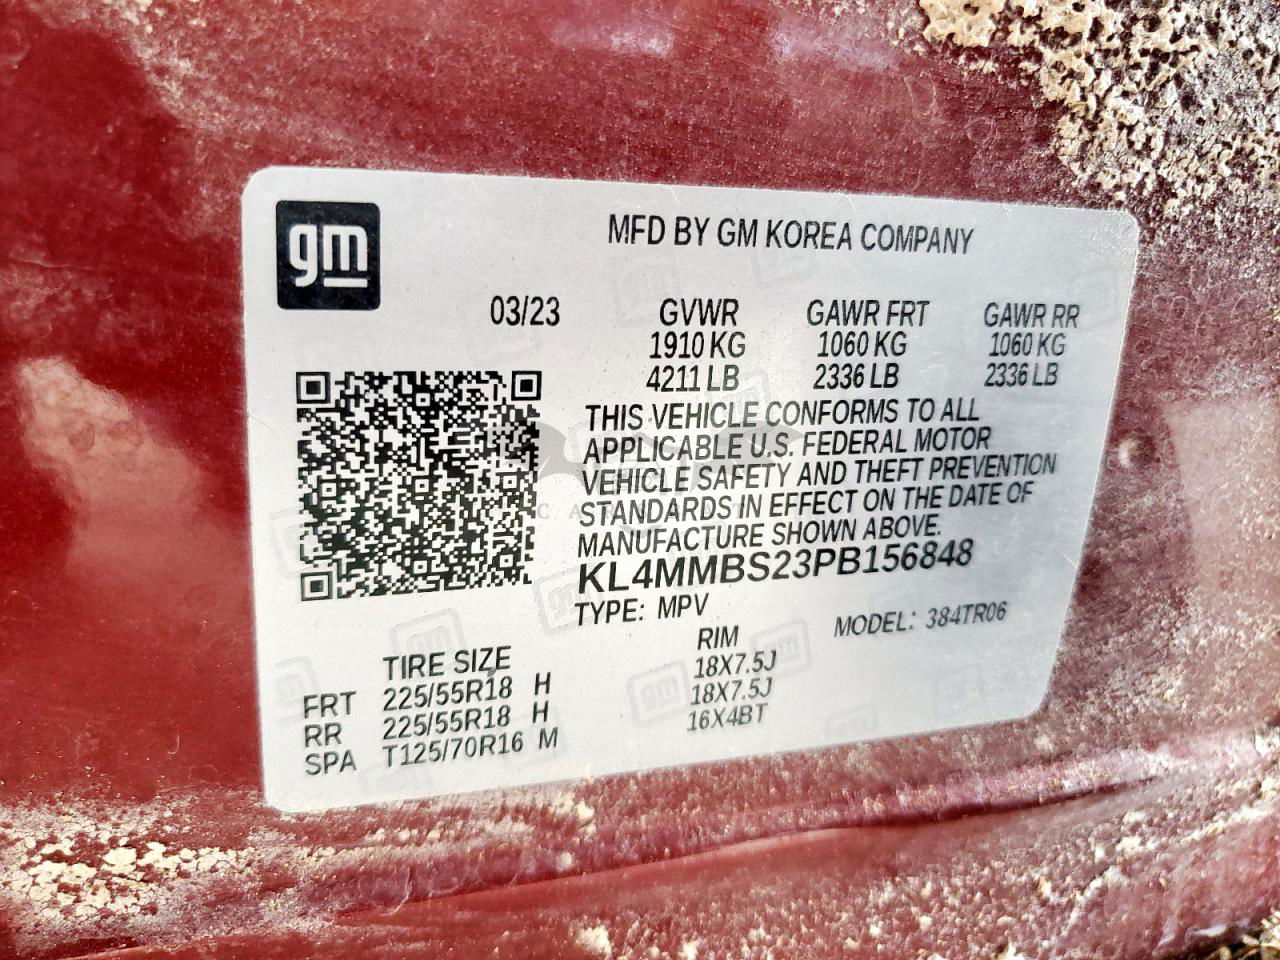 gm
MFD BY GM KOREA COMPANY
03/23 GVWR GAWR FRT GAWR RR
1910 KG 1060 KG 1060 KG
4211 LB 2336 LB 2336 LB
THIS VEHICLE CONFORMS TO ALL
APPLICABLE U.S. FEDERAL MOTOR
VEHICLE SAFETY AND THEFT PREVENTION
STANDARDS IN EFFECT ON THE DATE OF
MANUFACTURE SHOWN ABOVE.
KL4MMBS23PB156848
TYPE: MPV MODEL: 384TR06
TIRE SIZE RIM
FRT 225/55R18 H 18X7.5J
RR 225/55R18 H 18X7.5J
SPA T125/70R16 M 16X4BT